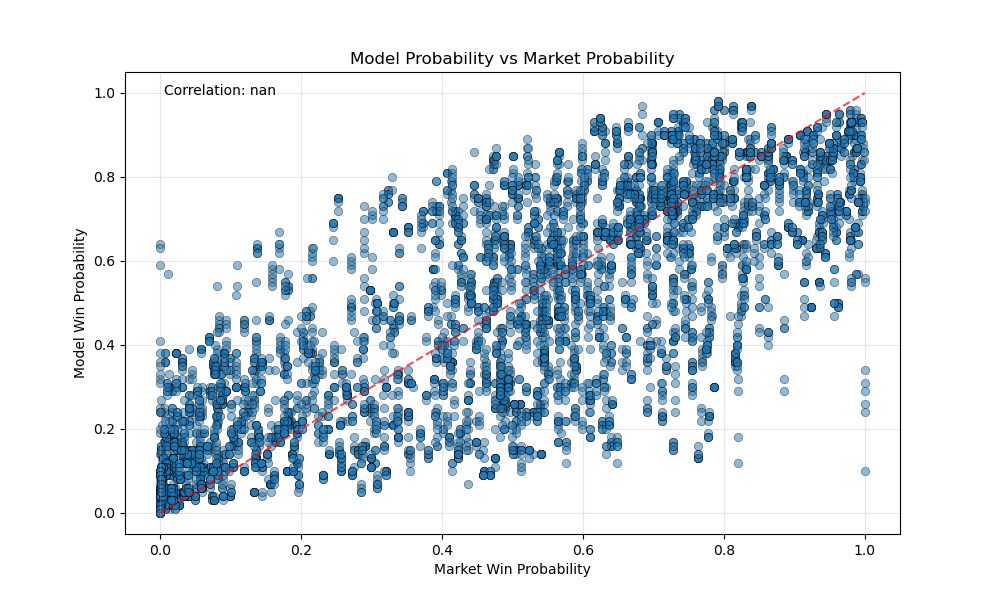 Model Probability vs Market Probability
Correlation: nan
1.0
0.8
0.6
0.4
0.2
0.0
Model Win Probability
0.0 0.2 0.4 0.6 0.8 1.0
Market Win Probability